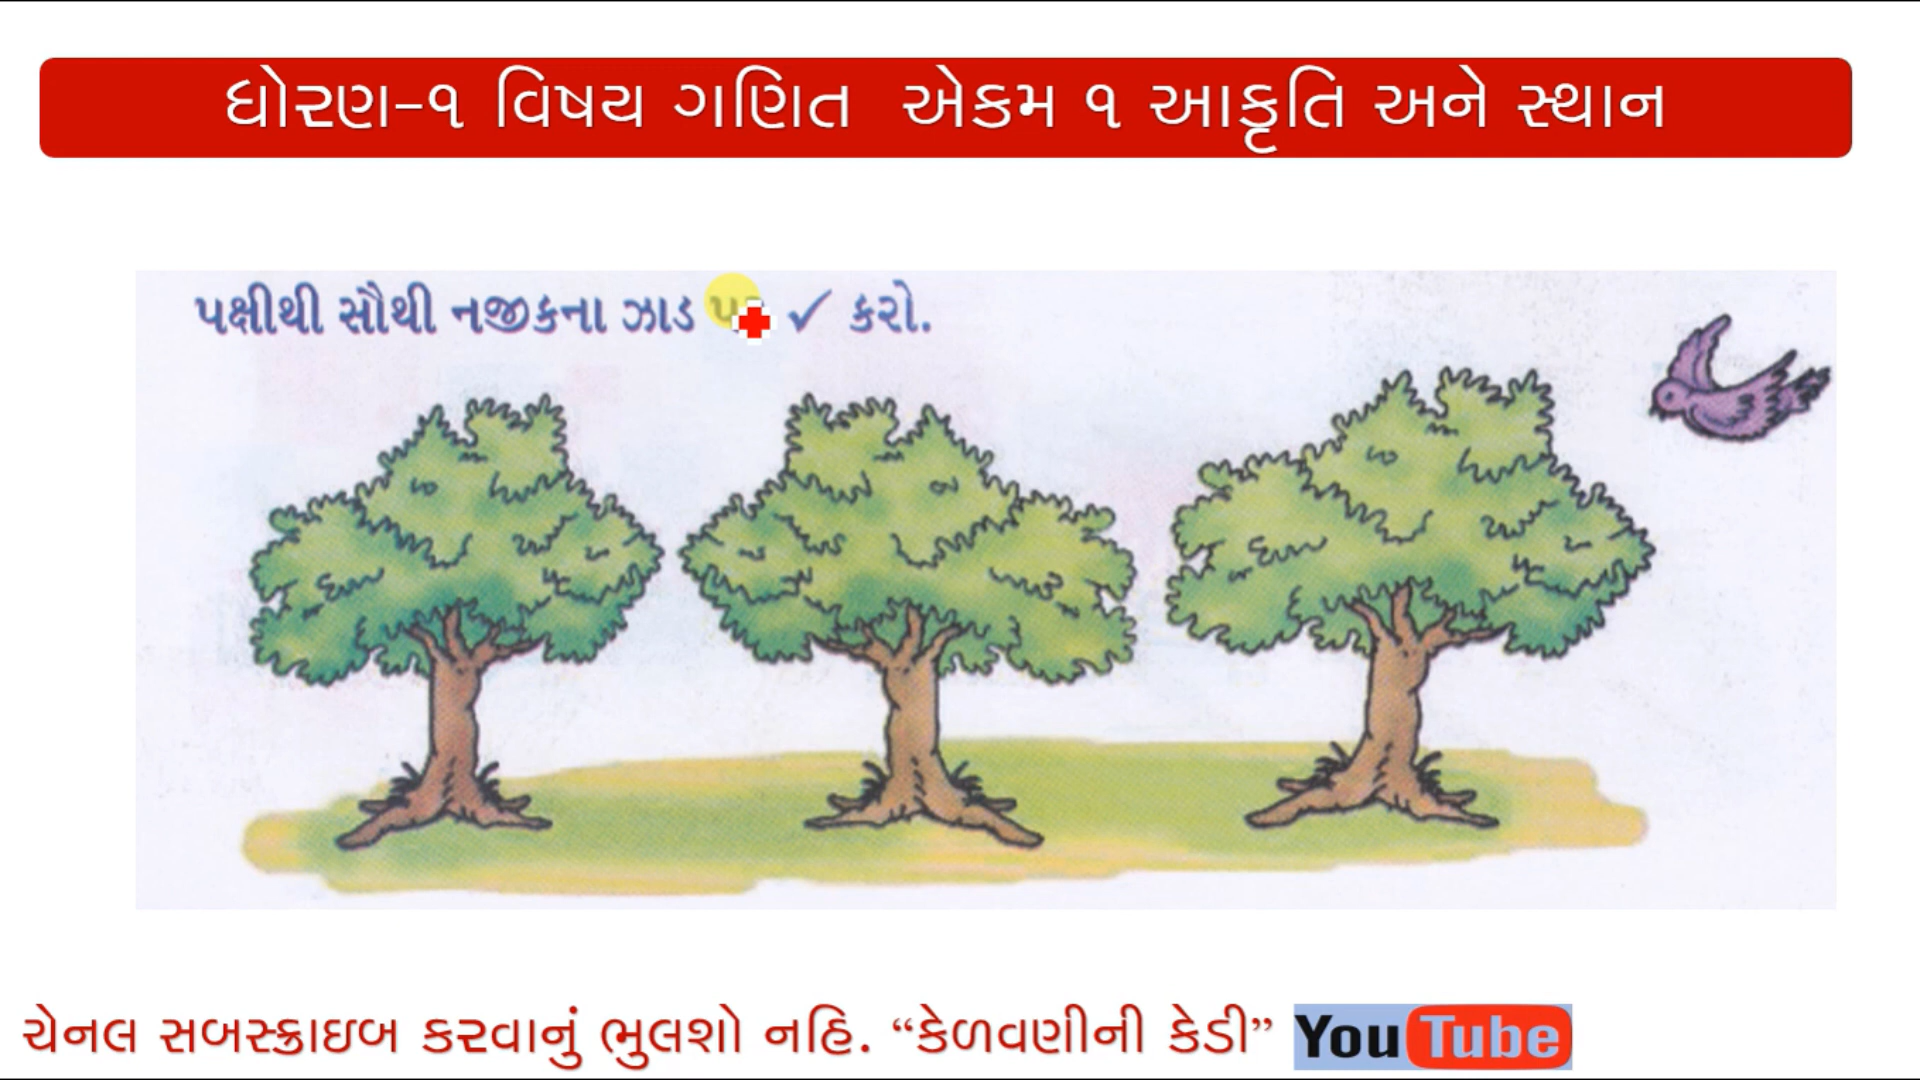 ધોરણ-૧ વિષય ગણિત એકમ ૧ આકૃતિ અને સ્થાન
પક્ષીથી સૌથી નજીકના ઝાડ ✓ કરો.
ચેનલ સબસ્ક્રાઇબ કરવાનું ભુલશો નહિ. “કેળવણીની કેડી” YouTube